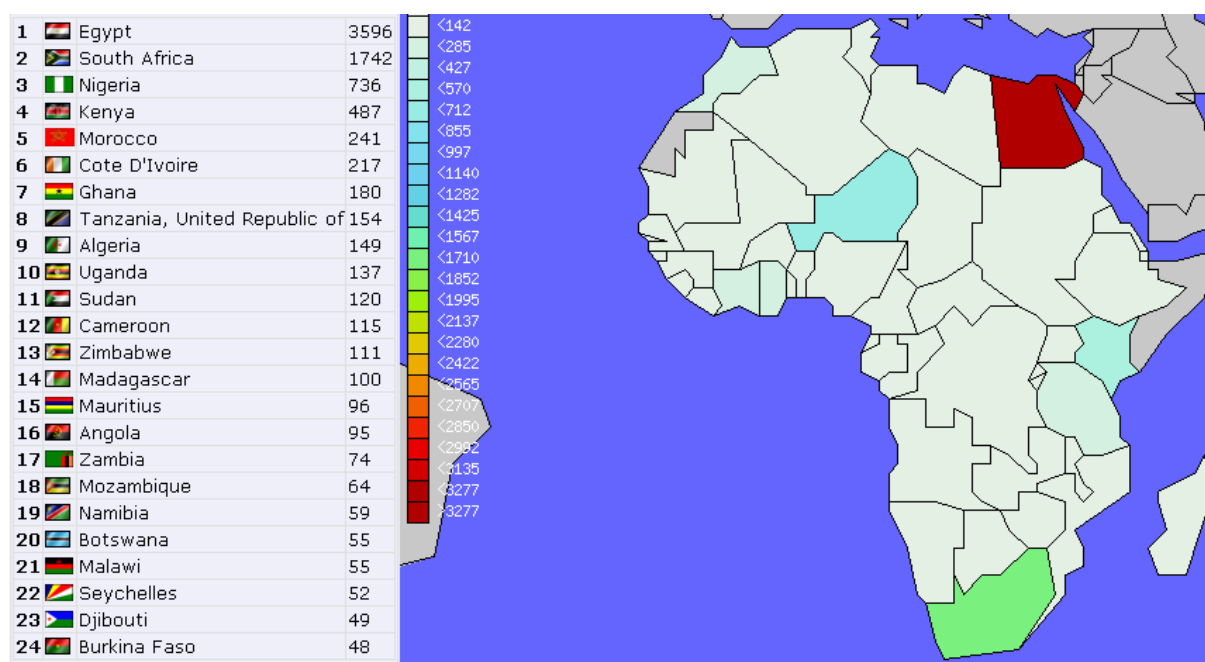 1 Egypt 3596
2 South Africa 1742
3 Nigeria 736
4 Kenya 487
5 Morocco 241
6 Cote D'Ivoire 217
7 Ghana 180
8 Tanzania, United Republic of 154
9 Algeria 149
10 Uganda 137
11 Sudan 120
12 Cameroon 115
13 Zimbabwe 111
14 Madagascar 100
15 Mauritius 96
16 Angola 95
17 Zambia 74
18 Mozambique 64
19 Namibia 59
20 Botswana 55
21 Malawi 55
22 Seychelles 52
23 Djibouti 49
24 Burkina Faso 48
<142
<285
<427
<570
<712
<855
<997
<1140
<1282
<1425
<1567
<1710
<1852
<1995
<2137
<2280
<2422
<2565
<2707
<2850
<2992
<3135
<3277
>3277